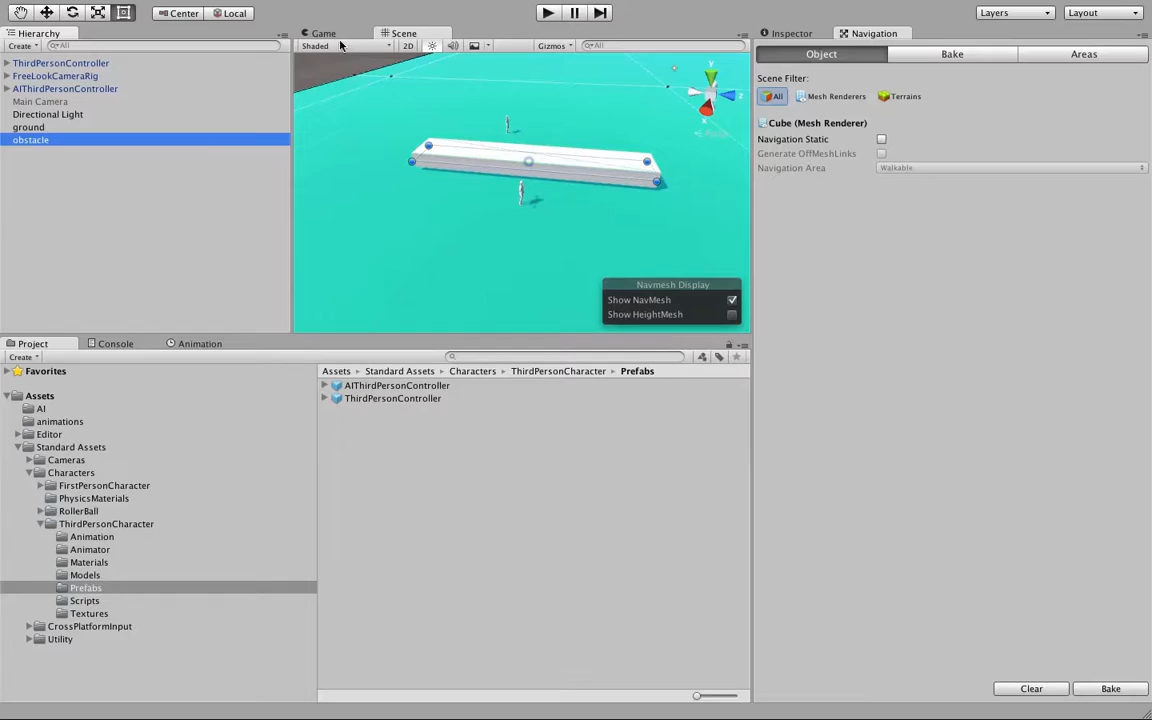 Center Local Layers Layout
Hierarchy Game Scene Inspector Navigation
Create All Shaded 2D Gizmos All
Object Bake Areas
ThirdPersonController
FreeLookCameraRig
AIThirdPersonController
Main Camera
Directional Light
ground
obstacle
y
z
x
Navmesh Display
Show NavMesh
Show HeightMesh
Scene Filter:
All Mesh Renderers Terrains
Cube (Mesh Renderer)
Navigation Static
Generate OffMeshLinks
Navigation Area Walkable
Project Console Animation
Create
Favorites
Assets
AI
animations
Editor
Standard Assets
Cameras
Characters
FirstPersonCharacter
PhysicsMaterials
RollerBall
ThirdPersonCharacter
Animation
Animator
Materials
Models
Prefabs
Scripts
Textures
CrossPlatformInput
Utility
Assets Standard Assets Characters ThirdPersonCharacter Prefabs
AIThirdPersonController
ThirdPersonController
Clear Bake